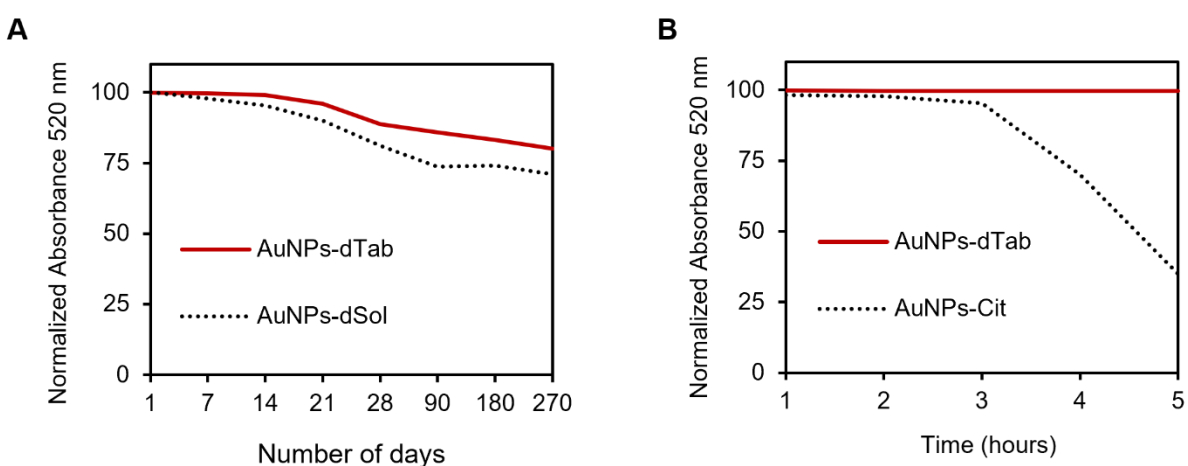 A
Normalized Absorbance 520 nm
100
75
50
25
0
AuNPs-dTab
AuNPs-dSol
1 7 14 21 28 90 180 270
Number of days
B
Normalized Absorbance 520 nm
100
75
50
25
0
AuNPs-dTab
AuNPs-Cit
1 2 3 4 5
Time (hours)